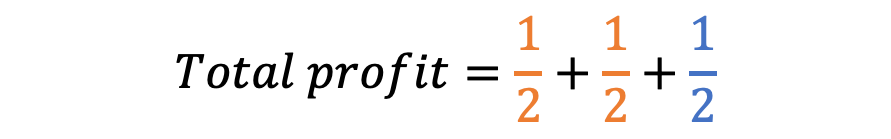 Total profit = 1/2 + 1/2 + 1/2